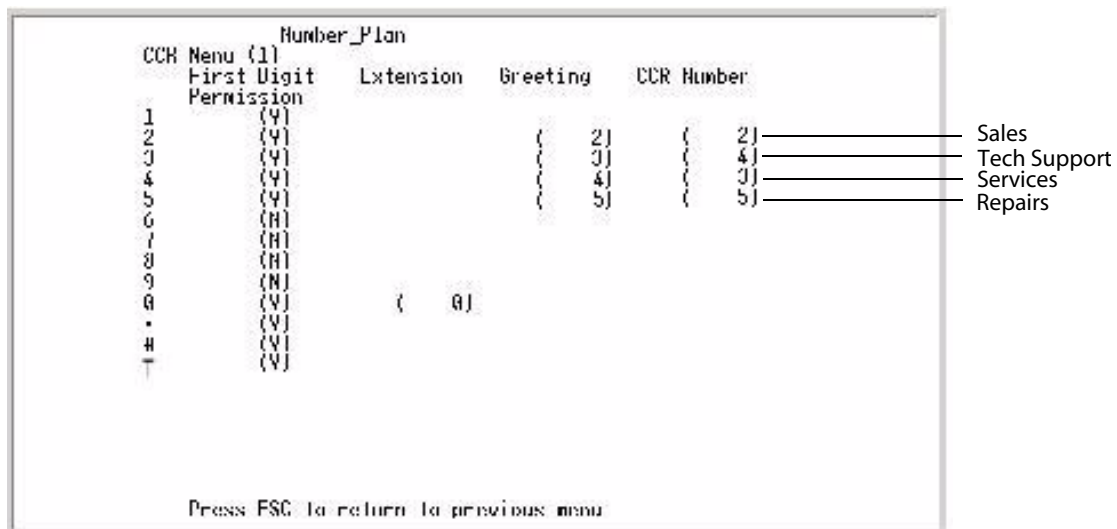 Number_Plan
CCR Menu (1)
First Digit Extension Greeting CCR Number
Permission
1 (Y)
2 (Y) ( 2) ( 2) Sales
3 (Y) ( 3) ( 4) Tech Support
4 (Y) ( 4) ( 3) Services
5 (Y) ( 5) ( 5) Repairs
6 (N)
7 (N)
8 (N)
9 (N)
0 (Y) ( 0)
* (Y)
# (Y)
T (Y)
Press ESC to return to previous menu